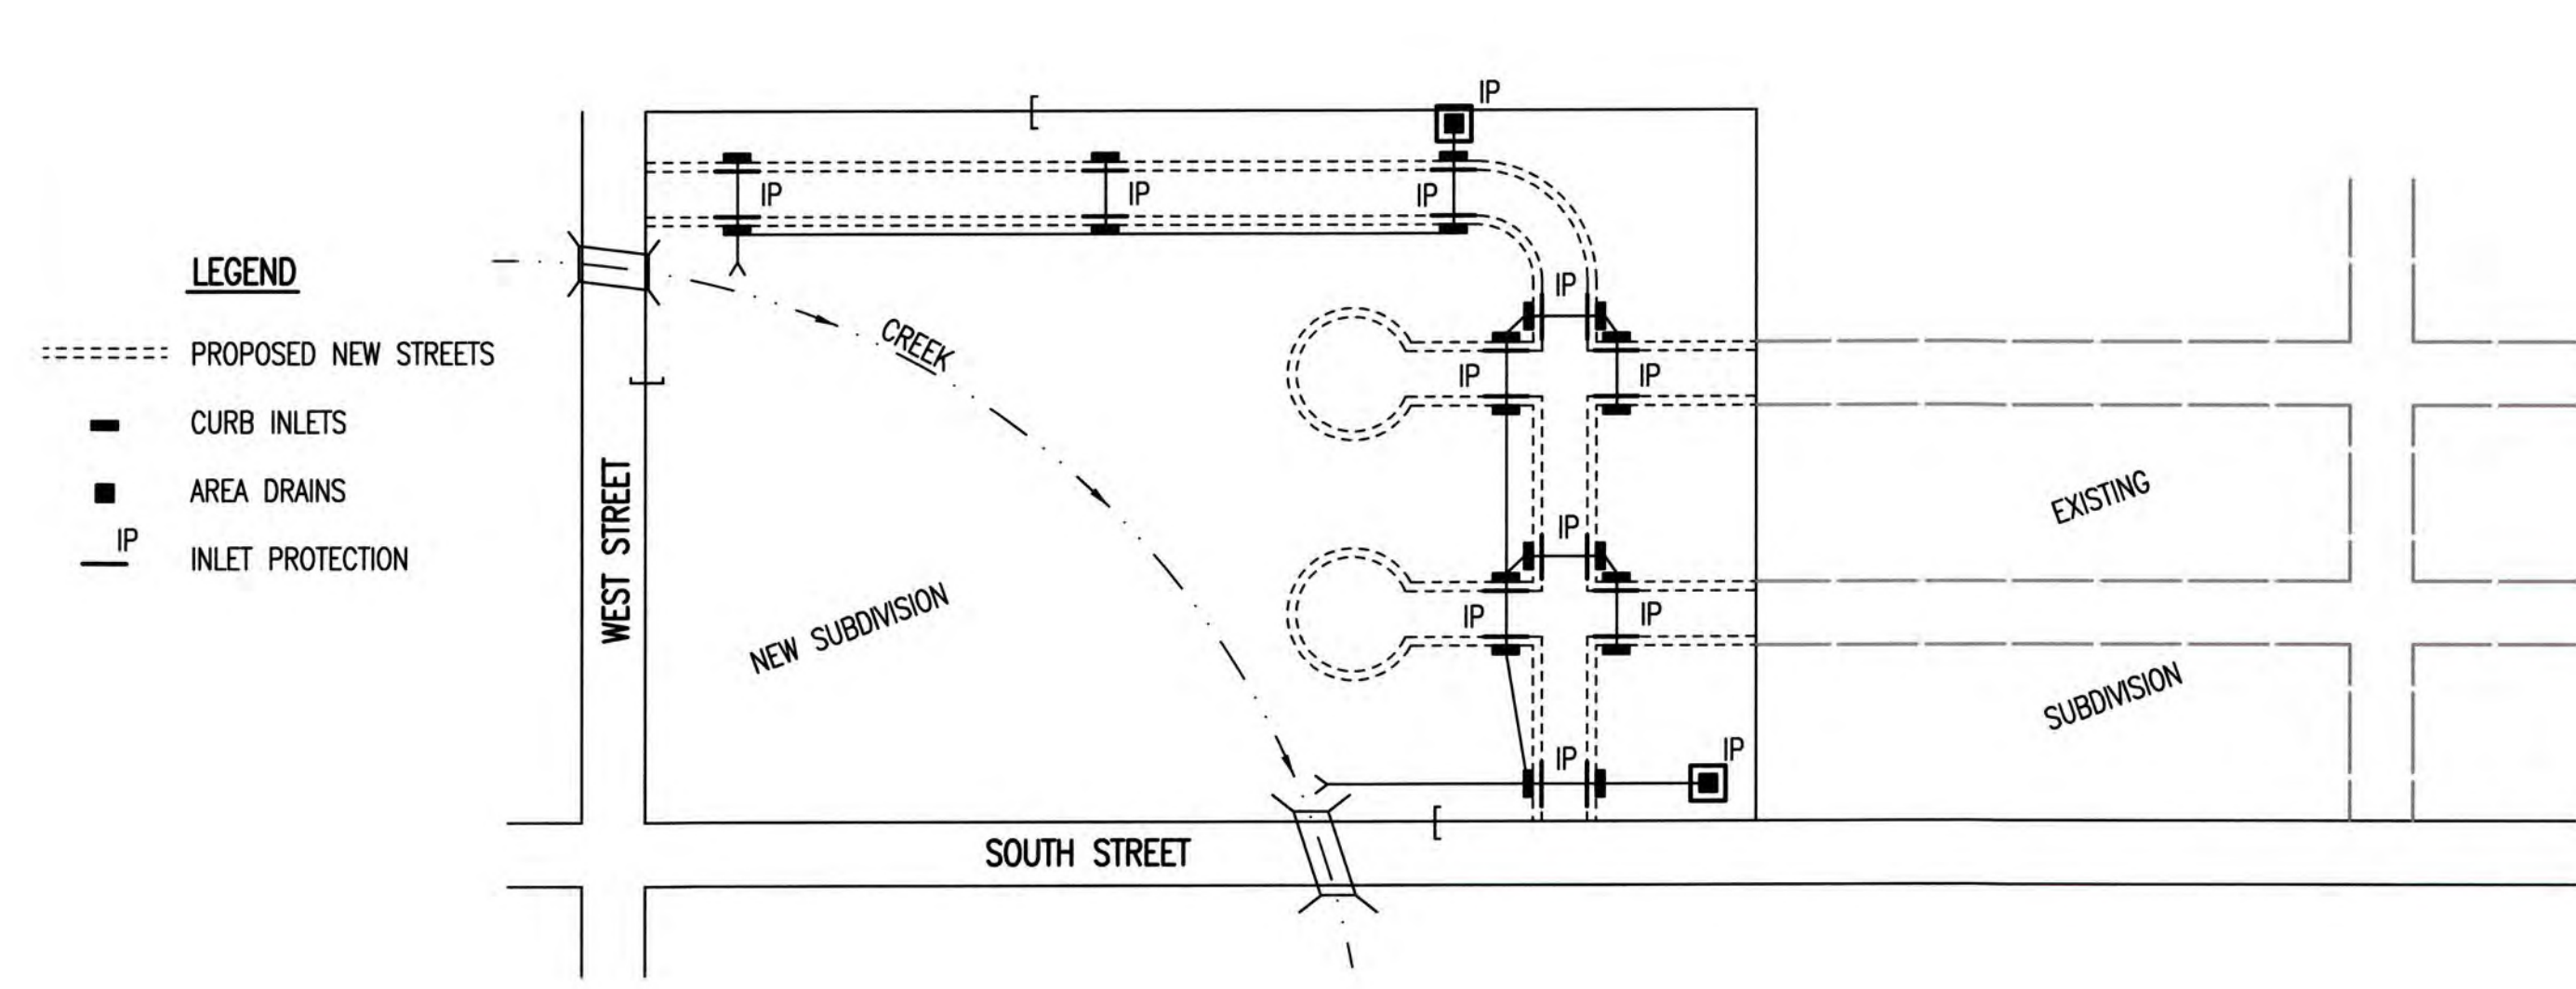 LEGEND
PROPOSED NEW STREETS
CURB INLETS
AREA DRAINS
IP
INLET PROTECTION
WEST STREET
SOUTH STREET
NEW SUBDIVISION
CREEK
IP
IP
IP
IP
IP
IP
IP
IP
IP
IP
IP
IP
EXISTING
SUBDIVISION